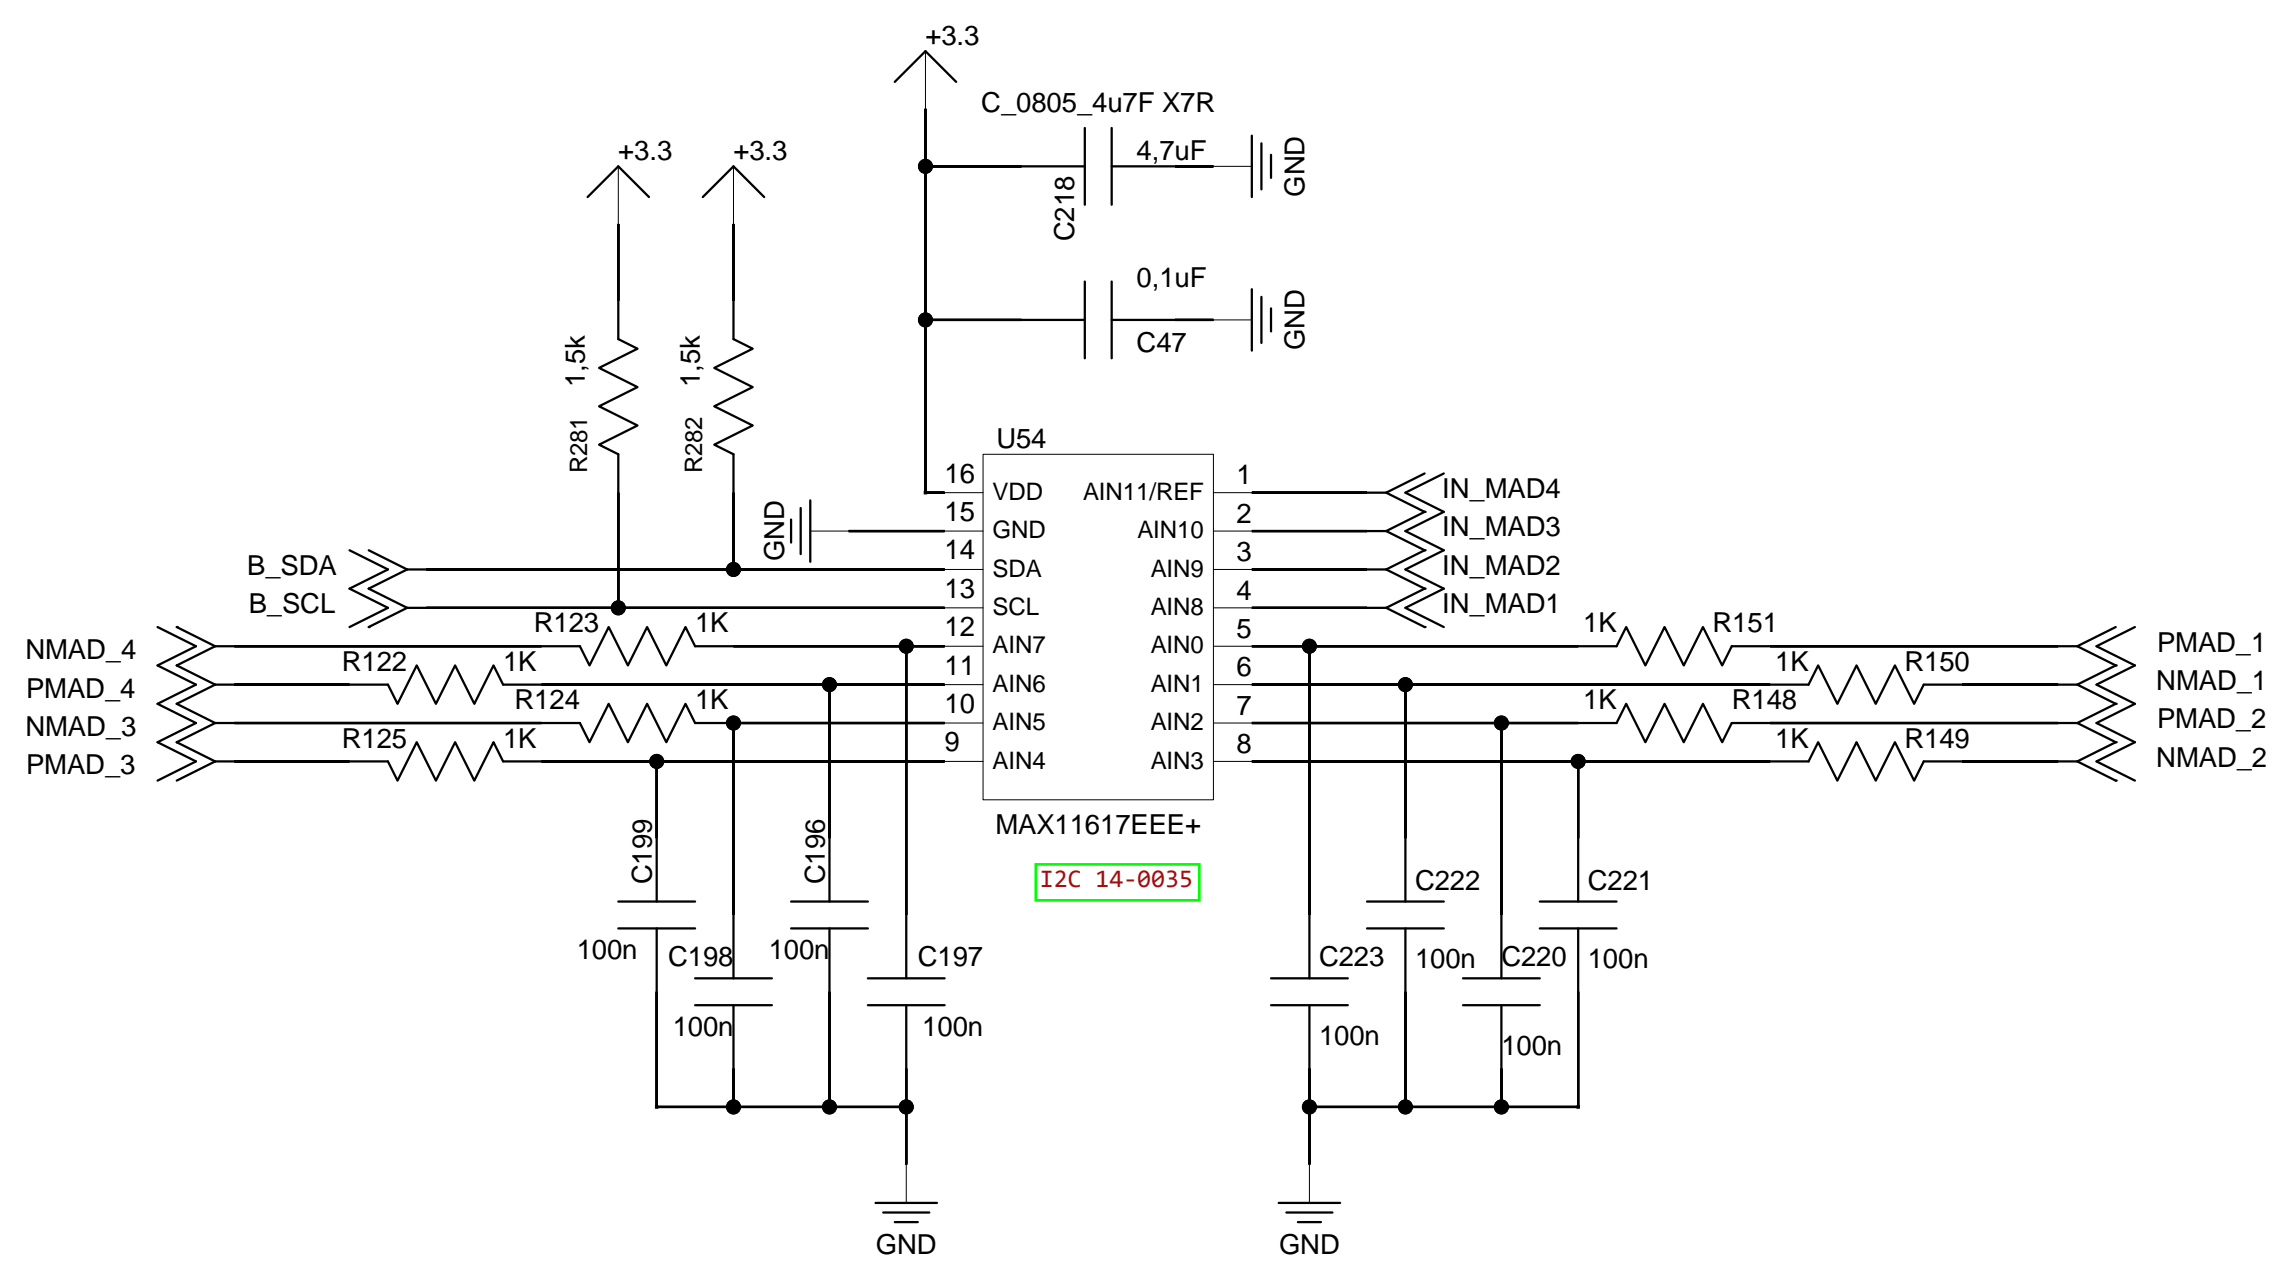 +3.3
C_0805_4u7F X7R
+3.3 +3.3
4,7uF
C218
GND
0,1uF
C47
GND
1,5k
R281
1,5k
R282
U54
16 VDD AIN11/REF 1 IN_MAD4
GND 15 GND AIN10 2 IN_MAD3
B_SDA 14 SDA AIN9 3 IN_MAD2
B_SCL 13 SCL AIN8 4 IN_MAD1
NMAD_4 R123 1K 12 AIN7 AIN0 5 1K R151 PMAD_1
PMAD_4 R122 1K 11 AIN6 AIN1 6 1K R150 NMAD_1
NMAD_3 R124 1K 10 AIN5 AIN2 7 1K R148 PMAD_2
PMAD_3 R125 1K 9 AIN4 AIN3 8 1K R149 NMAD_2
MAX11617EEE+
I2C 14-0035
C199
100n
C198
100n
C196
100n
C197
100n
C223
100n
C222
100n
C220
100n
C221
100n
GND
GND